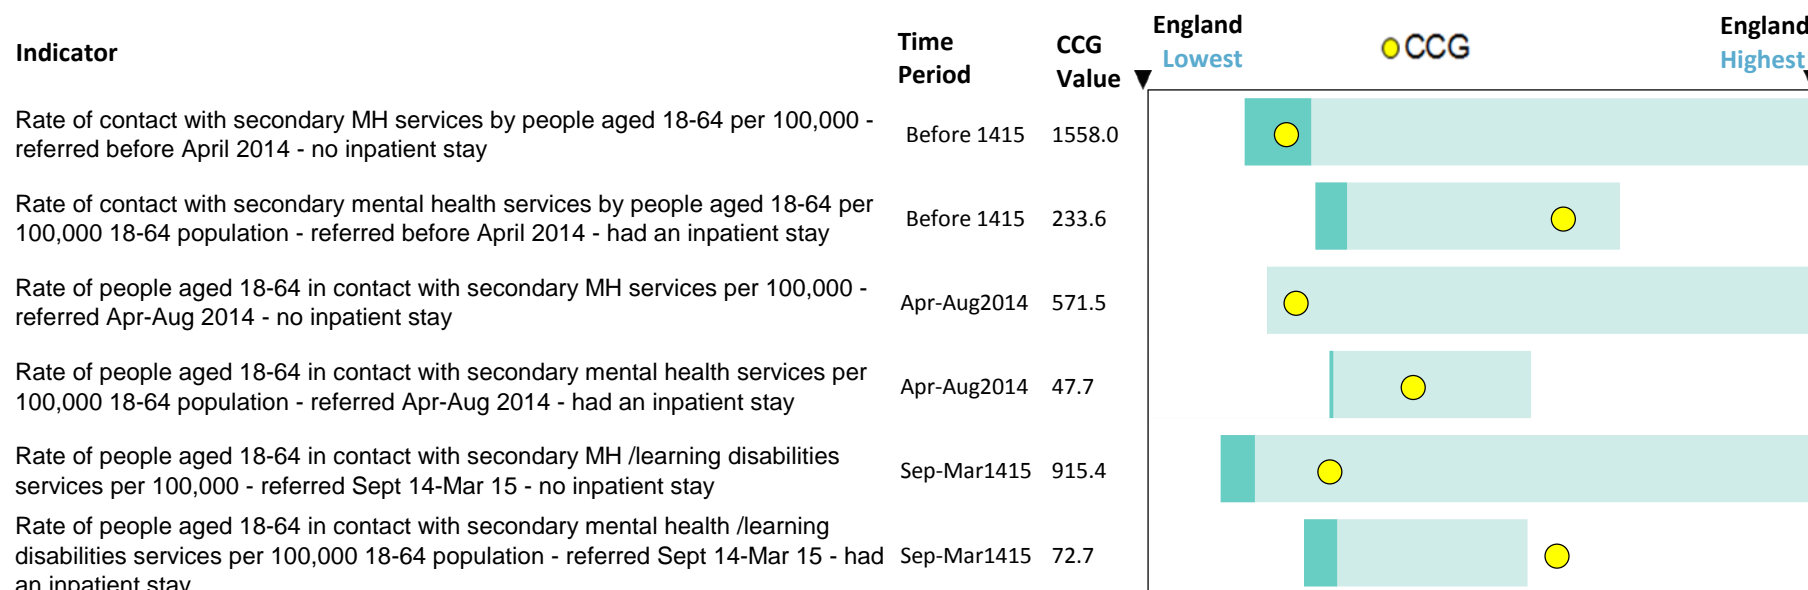 Indicator
Time
Period
CCG
Value
England
Lowest
CCG
England
Highest
Rate of contact with secondary MH services by people aged 18-64 per 100,000 -
referred before April 2014 - no inpatient stay
Before 1415 1558.0
Rate of contact with secondary mental health services by people aged 18-64 per
100,000 18-64 population - referred before April 2014 - had an inpatient stay
Before 1415 233.6
Rate of people aged 18-64 in contact with secondary MH services per 100,000 -
referred Apr-Aug 2014 - no inpatient stay
Apr-Aug2014 571.5
Rate of people aged 18-64 in contact with secondary mental health services per
100,000 18-64 population - referred Apr-Aug 2014 - had an inpatient stay
Apr-Aug2014 47.7
Rate of people aged 18-64 in contact with secondary MH /learning disabilities
services per 100,000 - referred Sept 14-Mar 15 - no inpatient stay
Sep-Mar1415 915.4
Rate of people aged 18-64 in contact with secondary mental health /learning
disabilities services per 100,000 18-64 population - referred Sept 14-Mar 15 - had
an inpatient stay
Sep-Mar1415 72.7